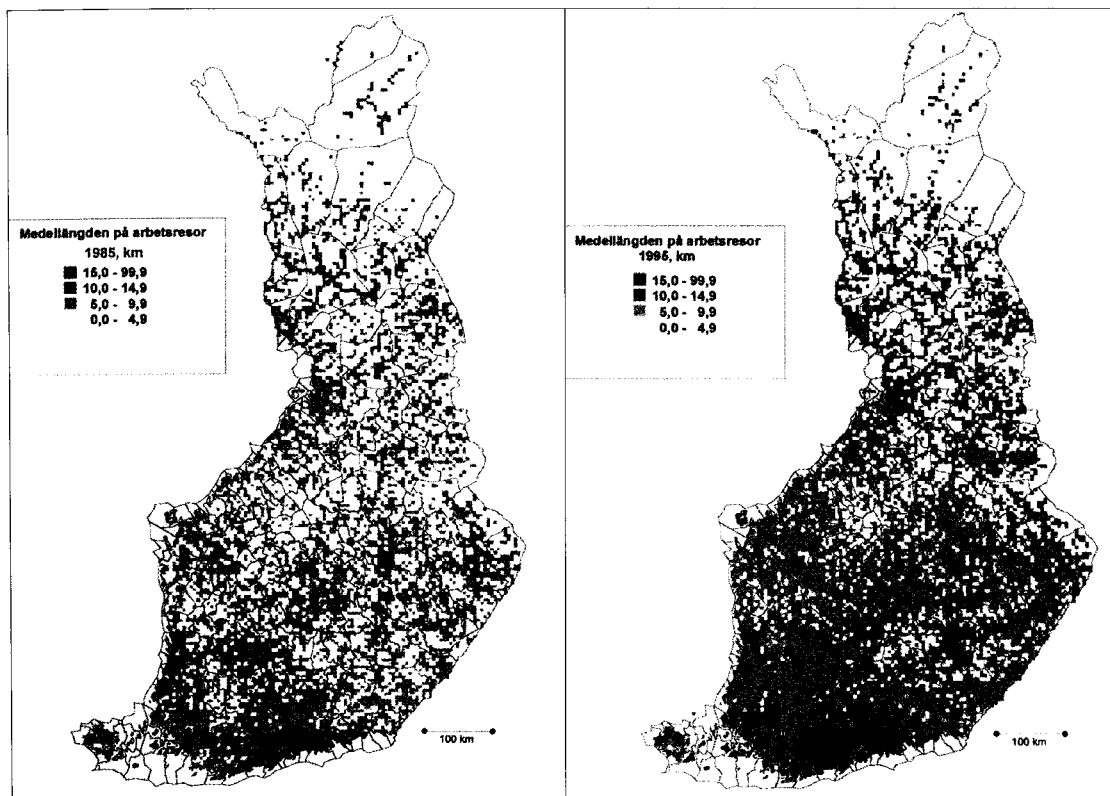 Medellängden på arbetsresor
1985, km
15,0 - 99,9
10,0 - 14,9
5,0 - 9,9
0,0 - 4,9
100 km
Medellängden på arbetsresor
1995, km
15,0 - 99,9
10,0 - 14,9
5,0 - 9,9
0,0 - 4,9
100 km